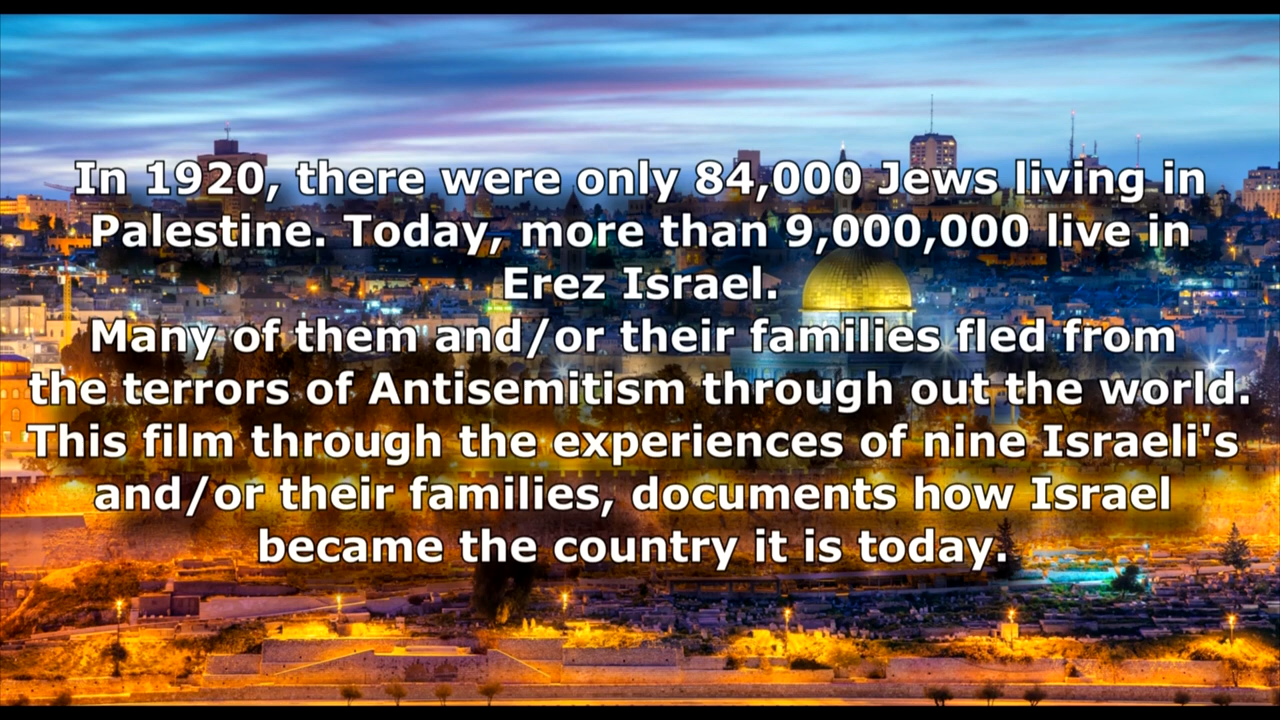 In 1920, there were only 84,000 Jews living in
Palestine. Today, more than 9,000,000 live in
Erez Israel.
Many of them and/or their families fled from
the terrors of Antisemitism through out the world.
This film through the experiences of nine Israeli's
and/or their families, documents how Israel
became the country it is today.